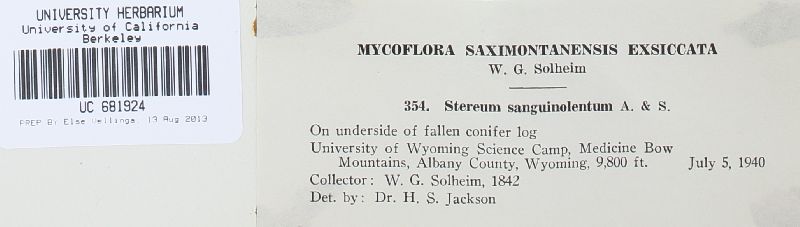 UNIVERSITY HERBARIUM
University of California
Berkeley
UC 681924
PREP BY Else Vellinga, 13 Aug 2013
MYCOFLORA SAXIMONTANENSIS EXSICCATA
W. G. Solheim
354. Stereum sanguinolentum A. & S.
On underside of fallen conifer log
University of Wyoming Science Camp, Medicine Bow
Mountains, Albany County, Wyoming, 9,800 ft. July 5, 1940
Collector: W. G. Solheim, 1842
Det. by: Dr. H. S. Jackson